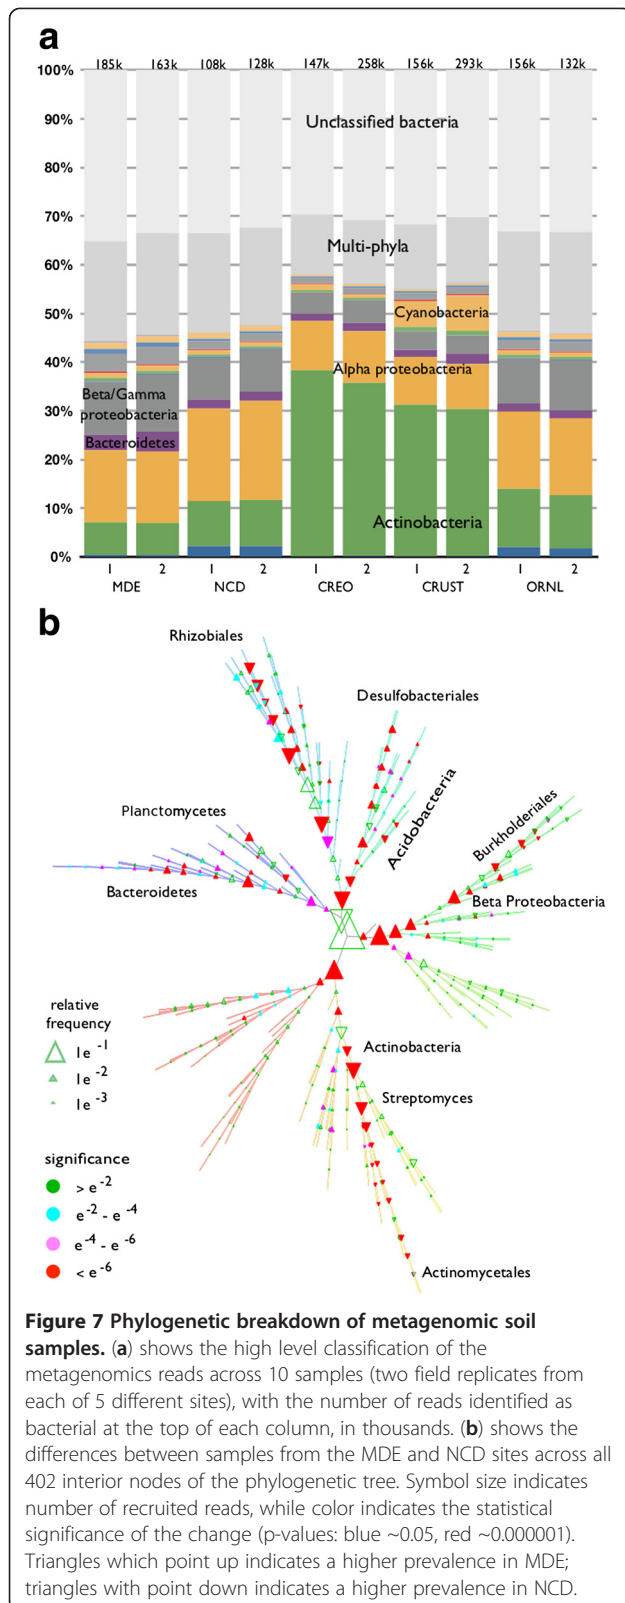 a
185k 163k 108k 128k 147k 258k 156k 293k 156k 132k
100%
90%
Unclassified bacteria
80%
70%
Multi-phyla
60%
50%
Cyanobacteria
40%
Alpha proteobacteria
Beta/Gamma
30%
proteobacteria
Bacteroidetes
20%
10%
Actinobacteria
0%
1 2 1 2 1 2 1 2 1 2
MDE NCD CREO CRUST ORNL
b
Rhizobiales
Desulfobacteriales
Acidobacteria
Planctomycetes
Burkholderiales
Bacteroidetes
Beta Proteobacteria
relative
frequency
1e -1
1e -2
1e -3
Actinobacteria
Streptomyces
significance
> e-2
e-2 - e-4
e-4 - e-6
< e-6
Actinomycetales
Figure 7 Phylogenetic breakdown of metagenomic soil
samples. (a) shows the high level classification of the
metagenomics reads across 10 samples (two field replicates from
each of 5 different sites), with the number of reads identified as
bacterial at the top of each column, in thousands. (b) shows the
differences between samples from the MDE and NCD sites across all
402 interior nodes of the phylogenetic tree. Symbol size indicates
number of recruited reads, while color indicates the statistical
significance of the change (p-values: blue ~0.05, red ~0.000001).
Triangles which point up indicates a higher prevalence in MDE;
triangles with point down indicates a higher prevalence in NCD.